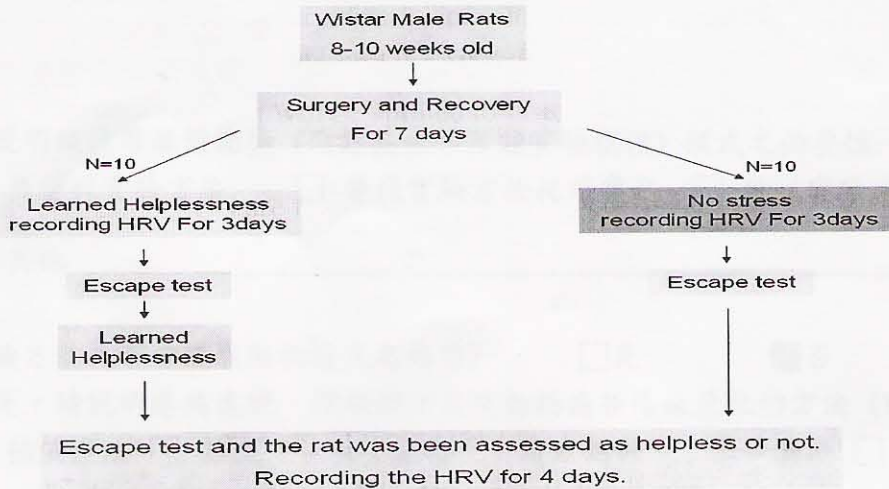 Wistar Male Rats
8-10 weeks old
Surgery and Recovery
For 7 days
N=10
N=10
Learned Helplessness
recording HRV For 3days
No stress
recording HRV For 3days
Escape test
Escape test
Learned
Helplessness
Escape test and the rat was been assessed as helpless or not.
Recording the HRV for 4 days.